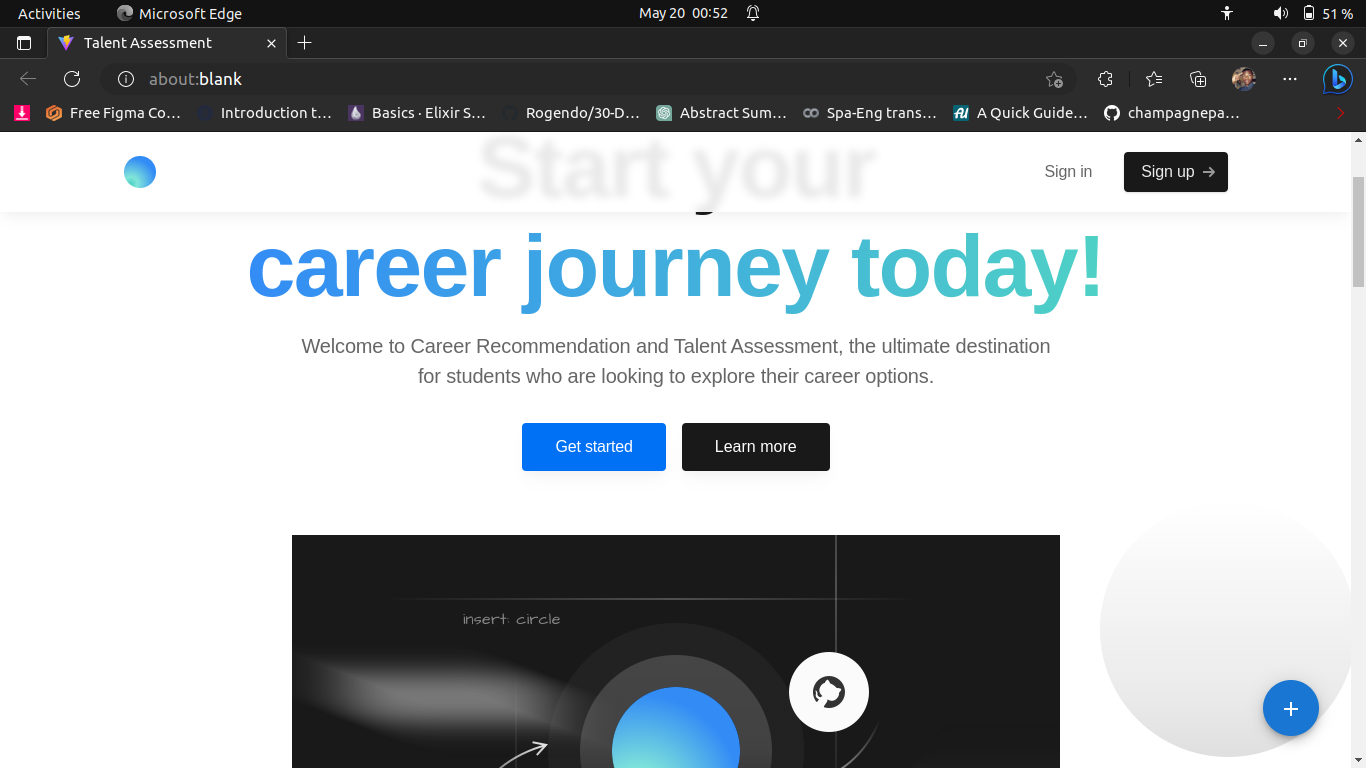 Activities
Microsoft Edge
May 20 00:52
51 %
Talent Assessment
about:blank
Free Figma Co…
Introduction t…
Basics · Elixir S…
Rogendo/30-D…
Abstract Sum…
Spa-Eng trans…
A Quick Guide…
champagnepa…
Start your
Sign in
Sign up
career journey today!
Welcome to Career Recommendation and Talent Assessment, the ultimate destination
for students who are looking to explore their career options.
Get started
Learn more
insert: circle